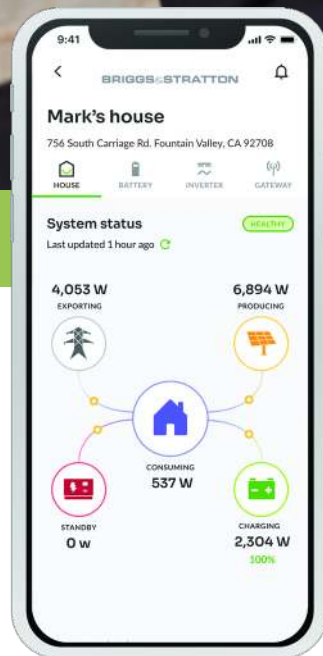 9:41
BRIGGS&STRATTON
Mark's house
756 South Carriage Rd. Fountain Valley, CA 92708
HOUSE BATTERY INVERTER GATEWAY
System status HEALTHY
Last updated 1 hour ago
4,053 W 6,894 W
EXPORTING PRODUCING
CONSUMING
537 W
STANDBY CHARGING
0 w 2,304 W
100%